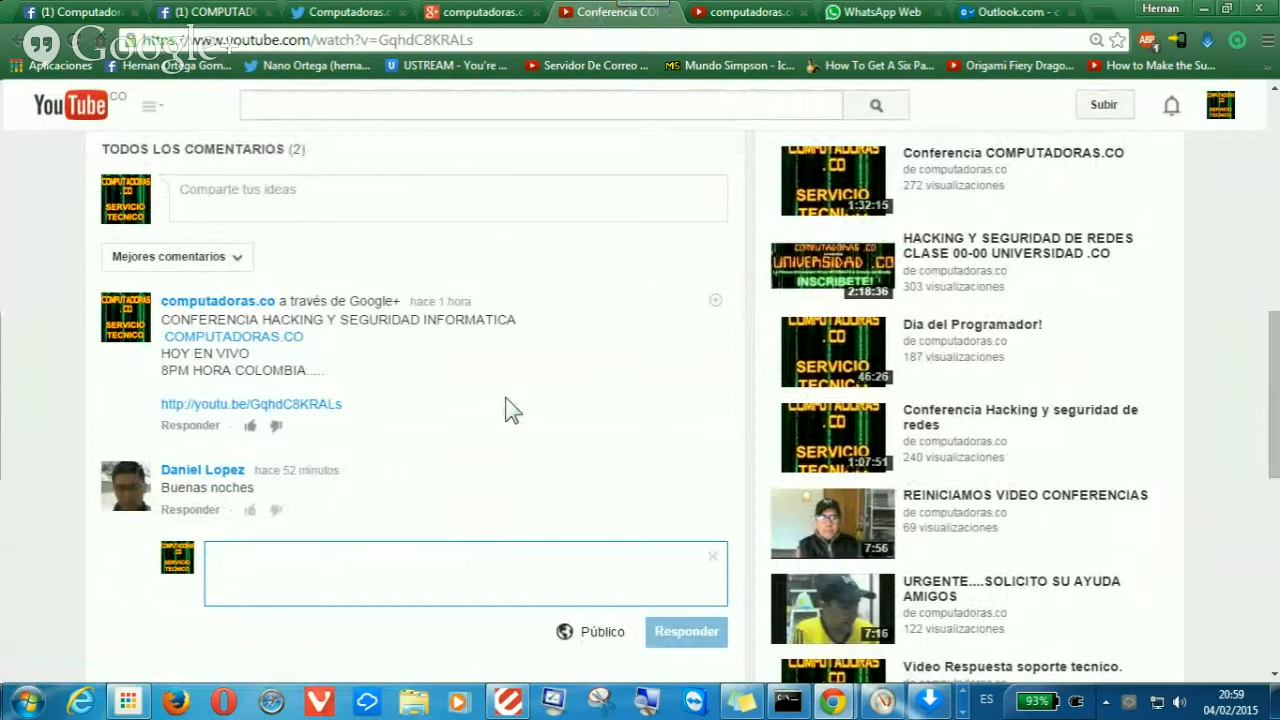 (1) Computadoras.c
(1) COMPUTADO
Computadoras.c
computadoras.c
Conferencia CO
computadoras.c
WhatsApp Web
Outlook.com - c
Hernan
Google+
https://www.youtube.com/watch?v=GqhdC8KRALs
ABP
Aplicaciones
Hernan Ortega Gom...
Nano Ortega (herna...
USTREAM - You're ...
Servidor De Correo ...
Mundo Simpson - Ic...
How To Get A Six Pa...
Origami Fiery Drago...
How to Make the Su...
YouTube CO
Subir
TODOS LOS COMENTARIOS (2)
Comparte tus ideas
Mejores comentarios
computadoras.co a través de Google+ hace 1 hora
CONFERENCIA HACKING Y SEGURIDAD INFORMATICA
COMPUTADORAS.CO
HOY EN VIVO
8PM HORA COLOMBIA.....
http://youtu.be/GqhdC8KRALs
Responder
Daniel Lopez hace 52 minutos
Buenas noches
Responder
Público
Responder
Conferencia COMPUTADORAS.CO
de computadoras.co
272 visualizaciones
1:32:15
HACKING Y SEGURIDAD DE REDES
CLASE 00-00 UNIVERSIDAD .CO
de computadoras.co
303 visualizaciones
UNIVERSIDAD .CO
INSCRIBETE!
2:18:36
Dia del Programador!
de computadoras.co
187 visualizaciones
46:26
Conferencia Hacking y seguridad de
redes
de computadoras.co
240 visualizaciones
1:07:51
REINICIAMOS VIDEO CONFERENCIAS
de computadoras.co
69 visualizaciones
7:56
URGENTE....SOLICITO SU AYUDA
AMIGOS
de computadoras.co
122 visualizaciones
7:16
Video Respuesta soporte tecnico.
de computadoras.co
ES
93%
20:59
04/02/2015